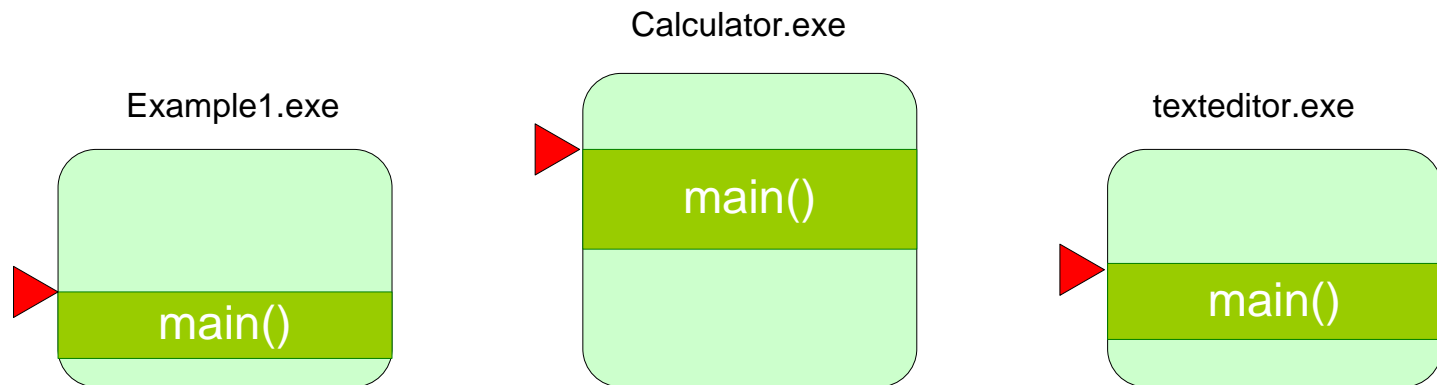 Example1.exe
main()
Calculator.exe
main()
texteditor.exe
main()